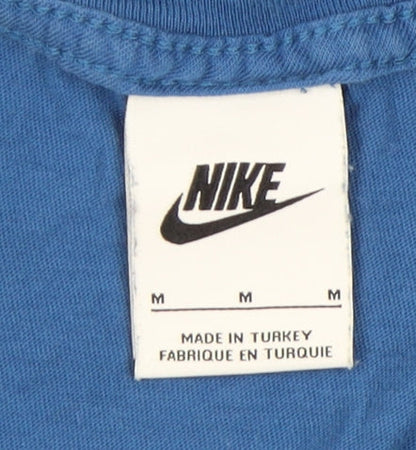 NIKE
M M M
MADE IN TURKEY
FABRIQUE EN TURQUIE